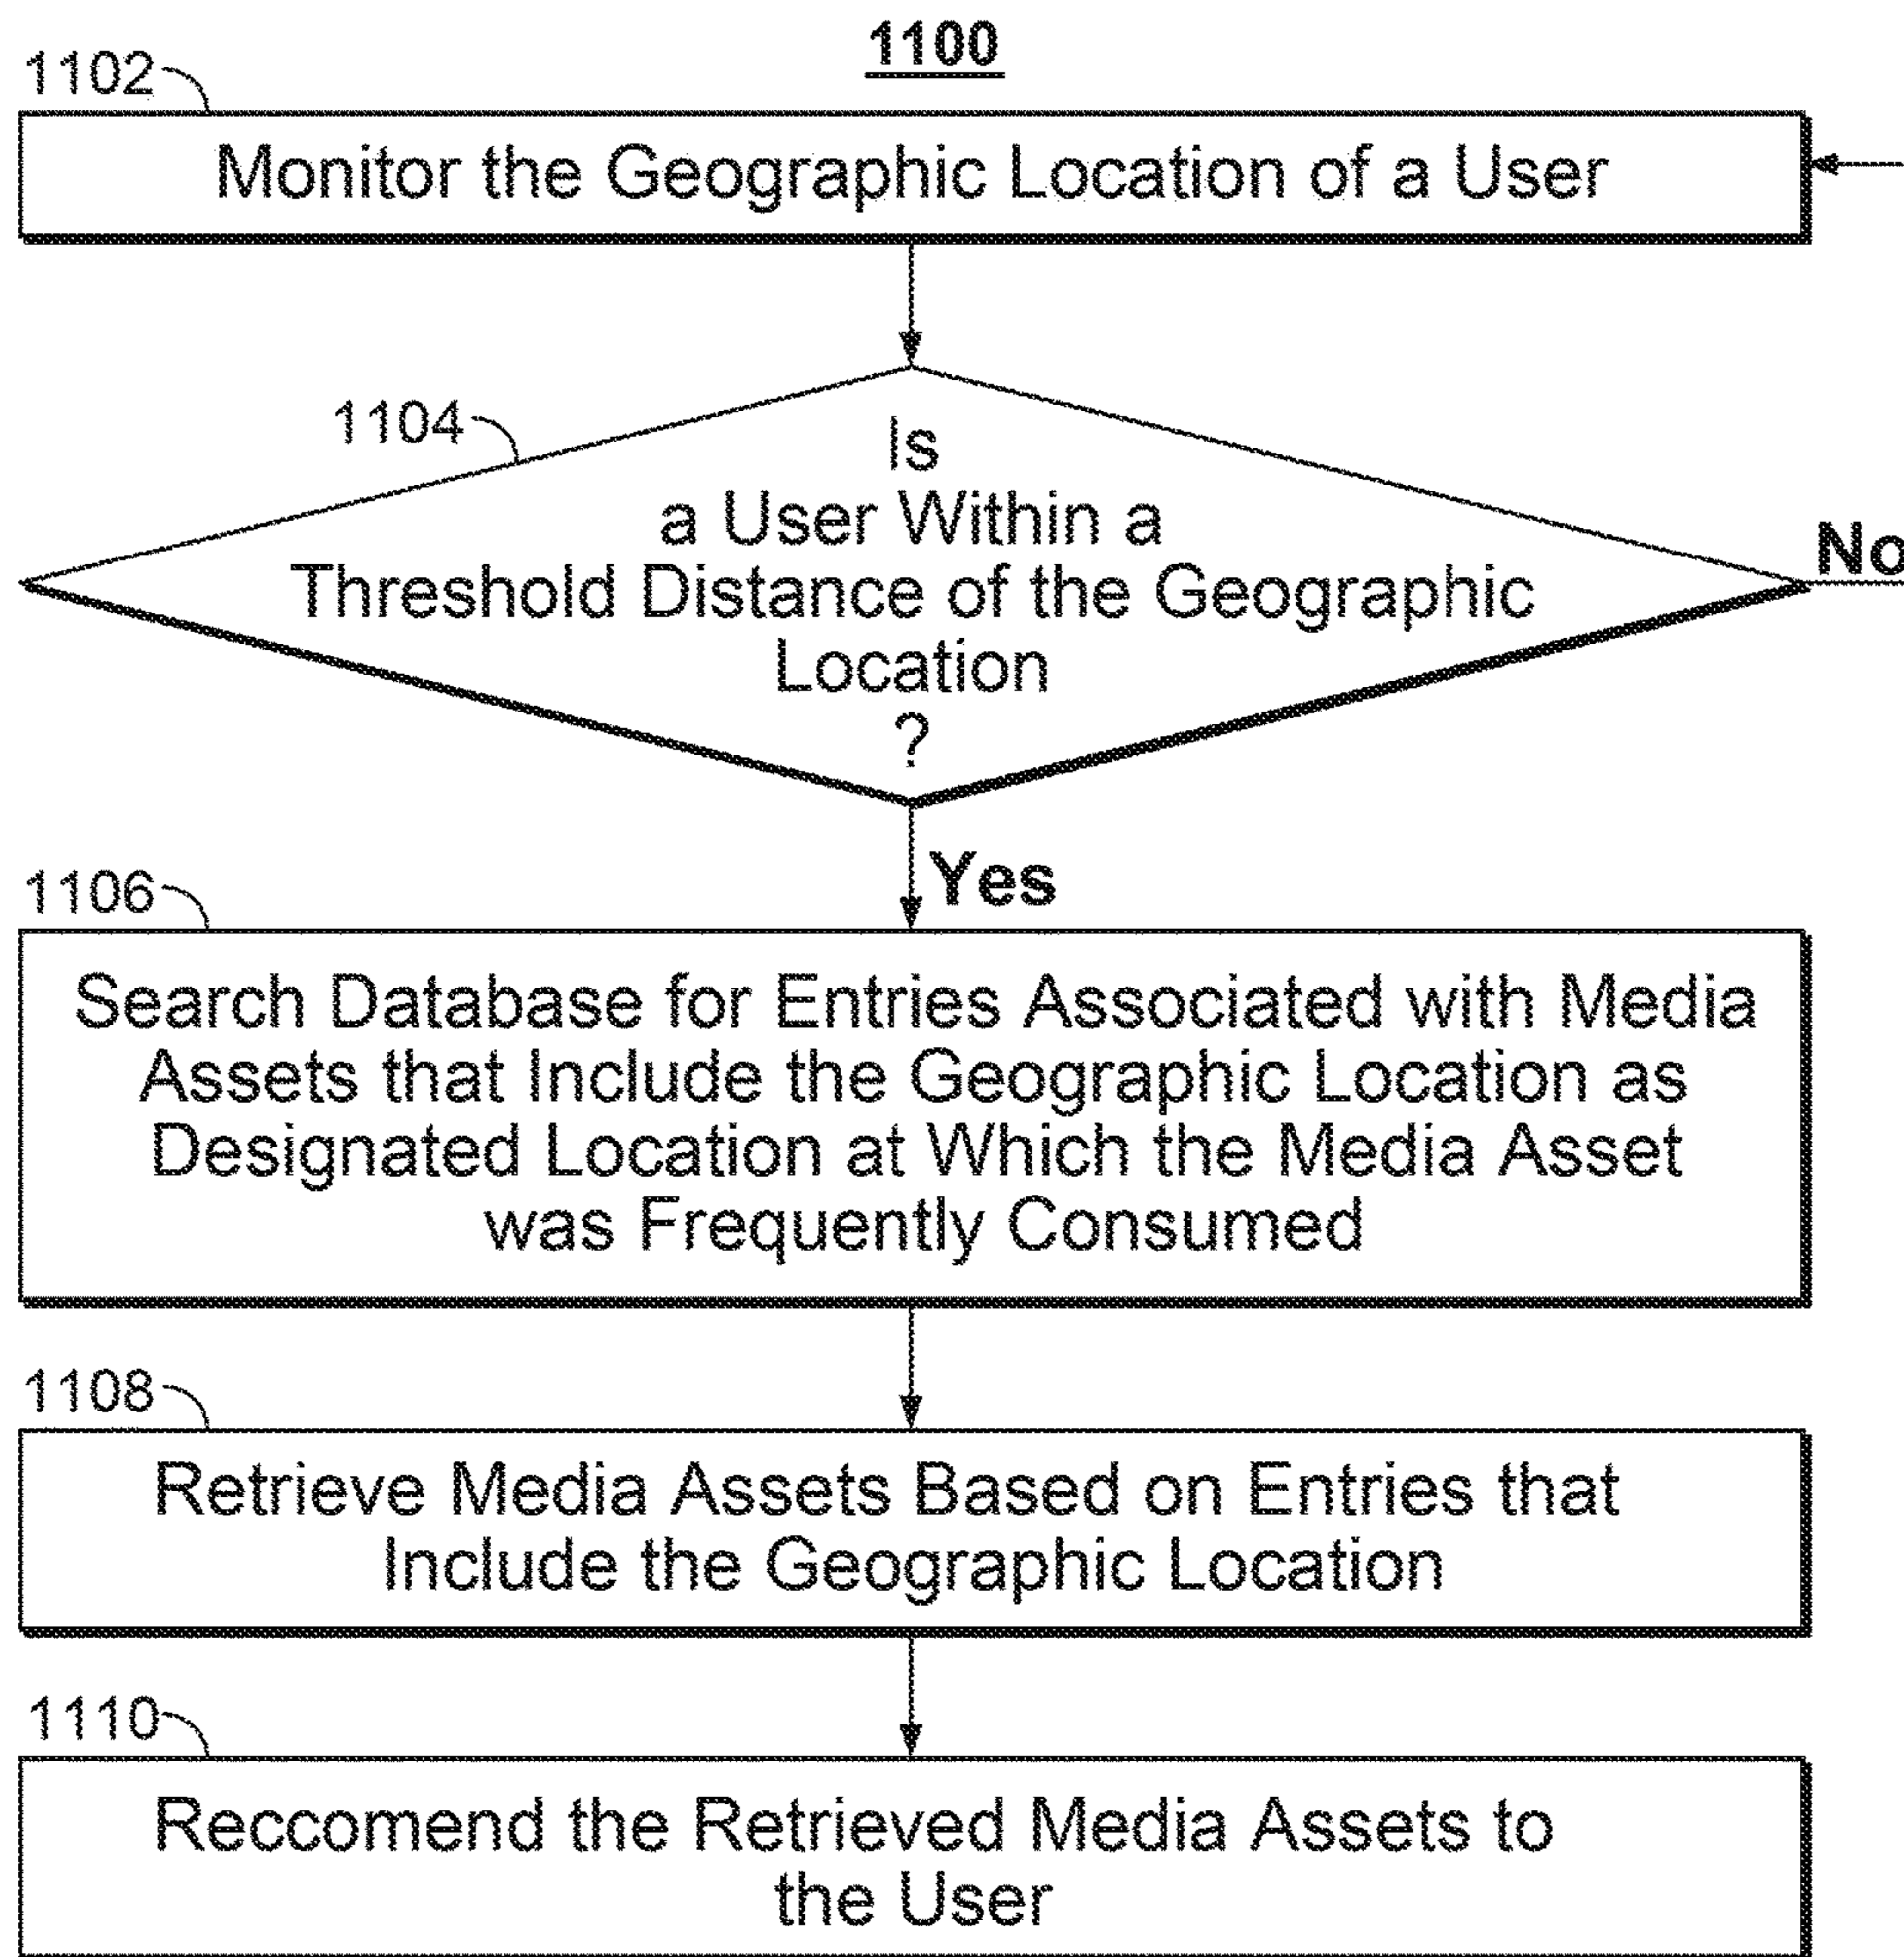 1100
1102
Monitor the Geographic Location of a User
1104
Is
a User Within a
Threshold Distance of the Geographic
Location
?
No
Yes
1106
Search Database for Entries Associated with Media
Assets that Include the Geographic Location as
Designated Location at Which the Media Asset
was Frequently Consumed
1108
Retrieve Media Assets Based on Entries that
Include the Geographic Location
1110
Reccomend the Retrieved Media Assets to
the User